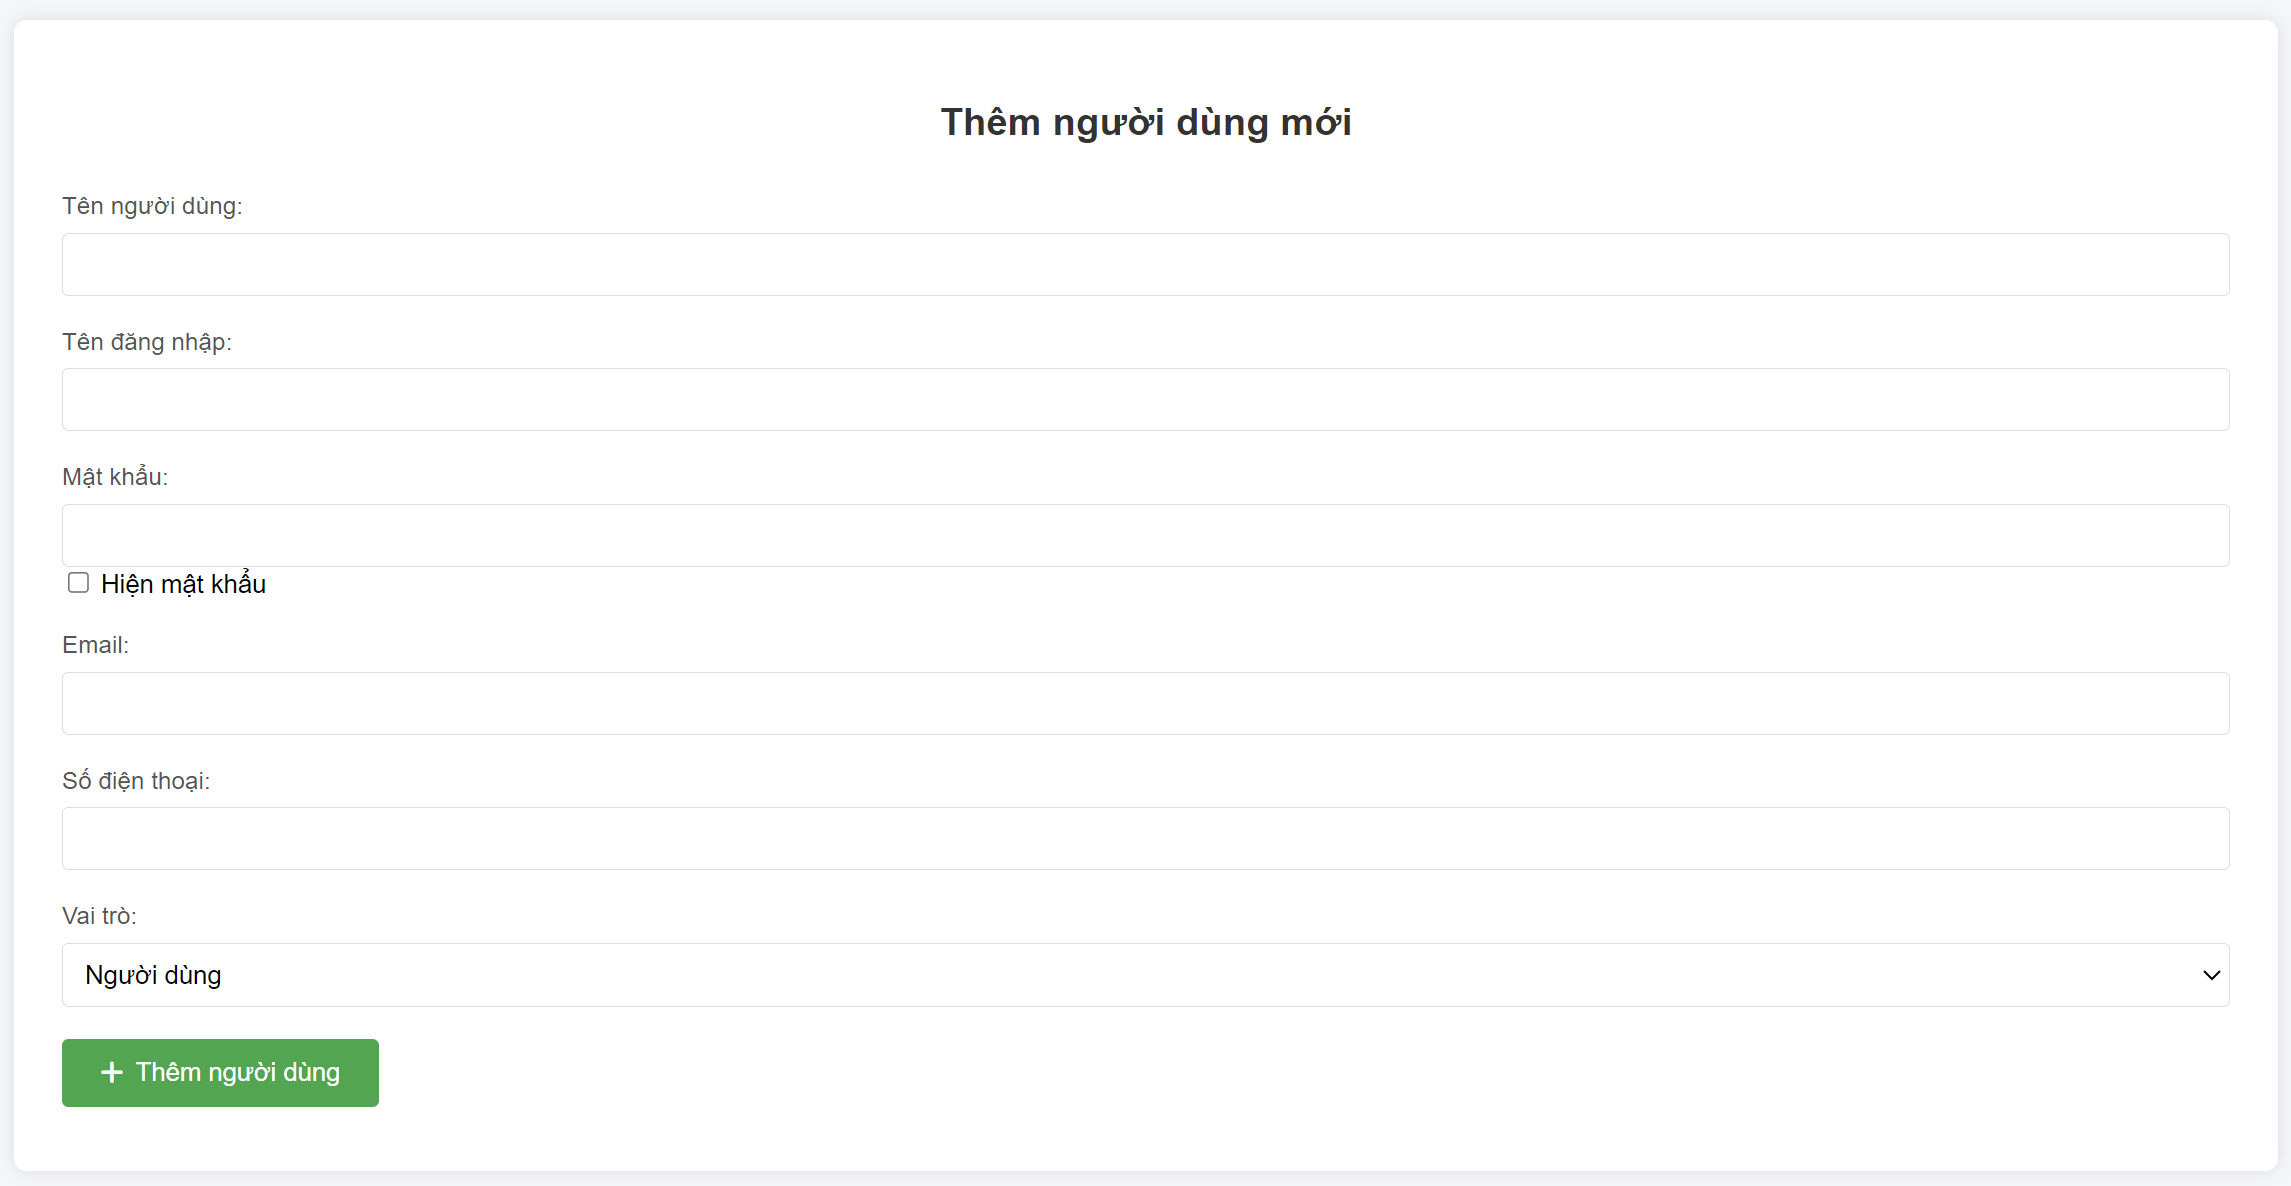 Thêm người dùng mới
Tên người dùng:
Tên đăng nhập:
Mật khẩu:
Hiện mật khẩu
Email:
Số điện thoại:
Vai trò:
Người dùng
+ Thêm người dùng